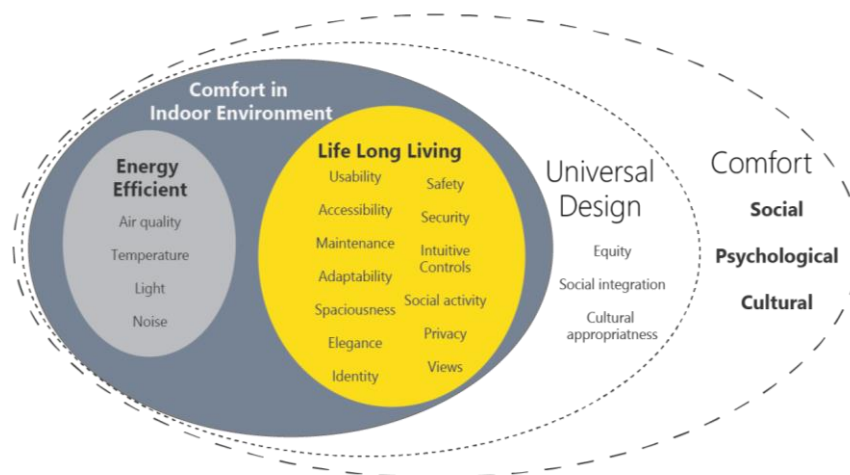 Comfort in
Indoor Environment
Energy
Efficient
Air quality
Temperature
Light
Noise
Life Long Living
Usability
Accessibility
Maintenance
Adaptability
Spaciousness
Elegance
Identity
Safety
Security
Intuitive
Controls
Social activity
Privacy
Views
Universal
Design
Equity
Social integration
Cultural
appropriatness
Comfort
Social
Psychological
Cultural